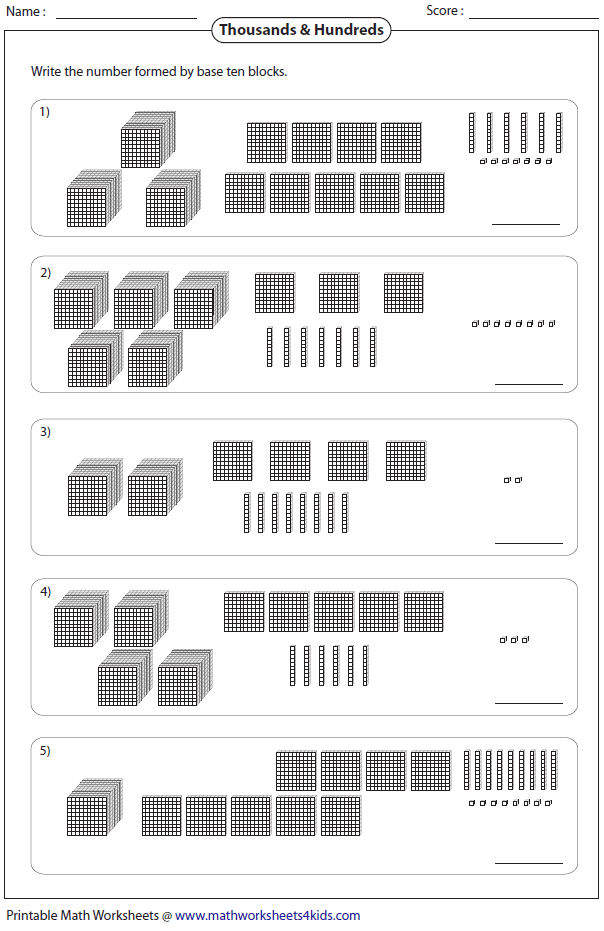 Name : Score :
Thousands & Hundreds
Write the number formed by base ten blocks.
1)
2)
3)
4)
5)
Printable Math Worksheets @ www.mathworksheets4kids.com